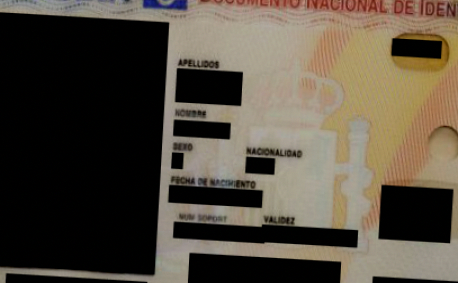 DOCUMENTO NACIONAL DE IDEN
APELLIDOS
NOMBRE
SEXO NACIONALIDAD
FECHA DE NACIMIENTO
NUM SOPORT VALIDEZ